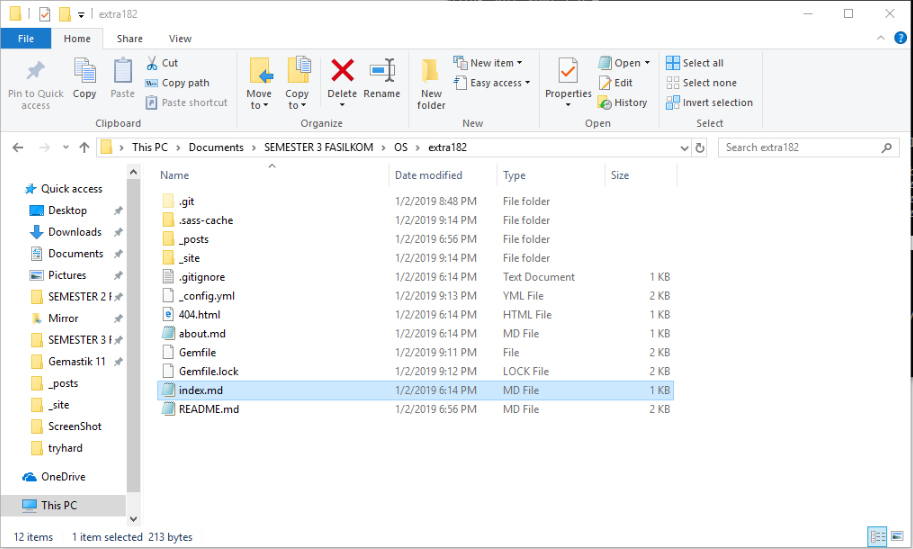 extra182
File Home Share View
Pin to Quick access
Copy
Paste
Cut
Copy path
Paste shortcut
Clipboard
Move to
Copy to
Delete
Rename
Organize
New folder
New item
Easy access
New
Properties
Open
Edit
History
Open
Select all
Select none
Invert selection
Select
This PC > Documents > SEMESTER 3 FASILKOM > OS > extra182
Search extra182
Quick access
Desktop
Downloads
Documents
Pictures
SEMESTER 2 F
Mirror
SEMESTER 3 F
Gemastik 11
_posts
_site
ScreenShot
tryhard
OneDrive
This PC
Name Date modified Type Size
.git 1/2/2019 8:48 PM File folder
.sass-cache 1/2/2019 9:14 PM File folder
_posts 1/2/2019 6:56 PM File folder
_site 1/2/2019 9:14 PM File folder
.gitignore 1/2/2019 6:14 PM Text Document 1 KB
_config.yml 1/2/2019 9:13 PM YML File 2 KB
404.html 1/2/2019 6:14 PM HTML File 1 KB
about.md 1/2/2019 6:14 PM MD File 1 KB
Gemfile 1/2/2019 9:11 PM File 2 KB
Gemfile.lock 1/2/2019 9:12 PM LOCK File 2 KB
index.md 1/2/2019 6:14 PM MD File 1 KB
README.md 1/2/2019 6:56 PM MD File 2 KB
12 items 1 item selected 213 bytes